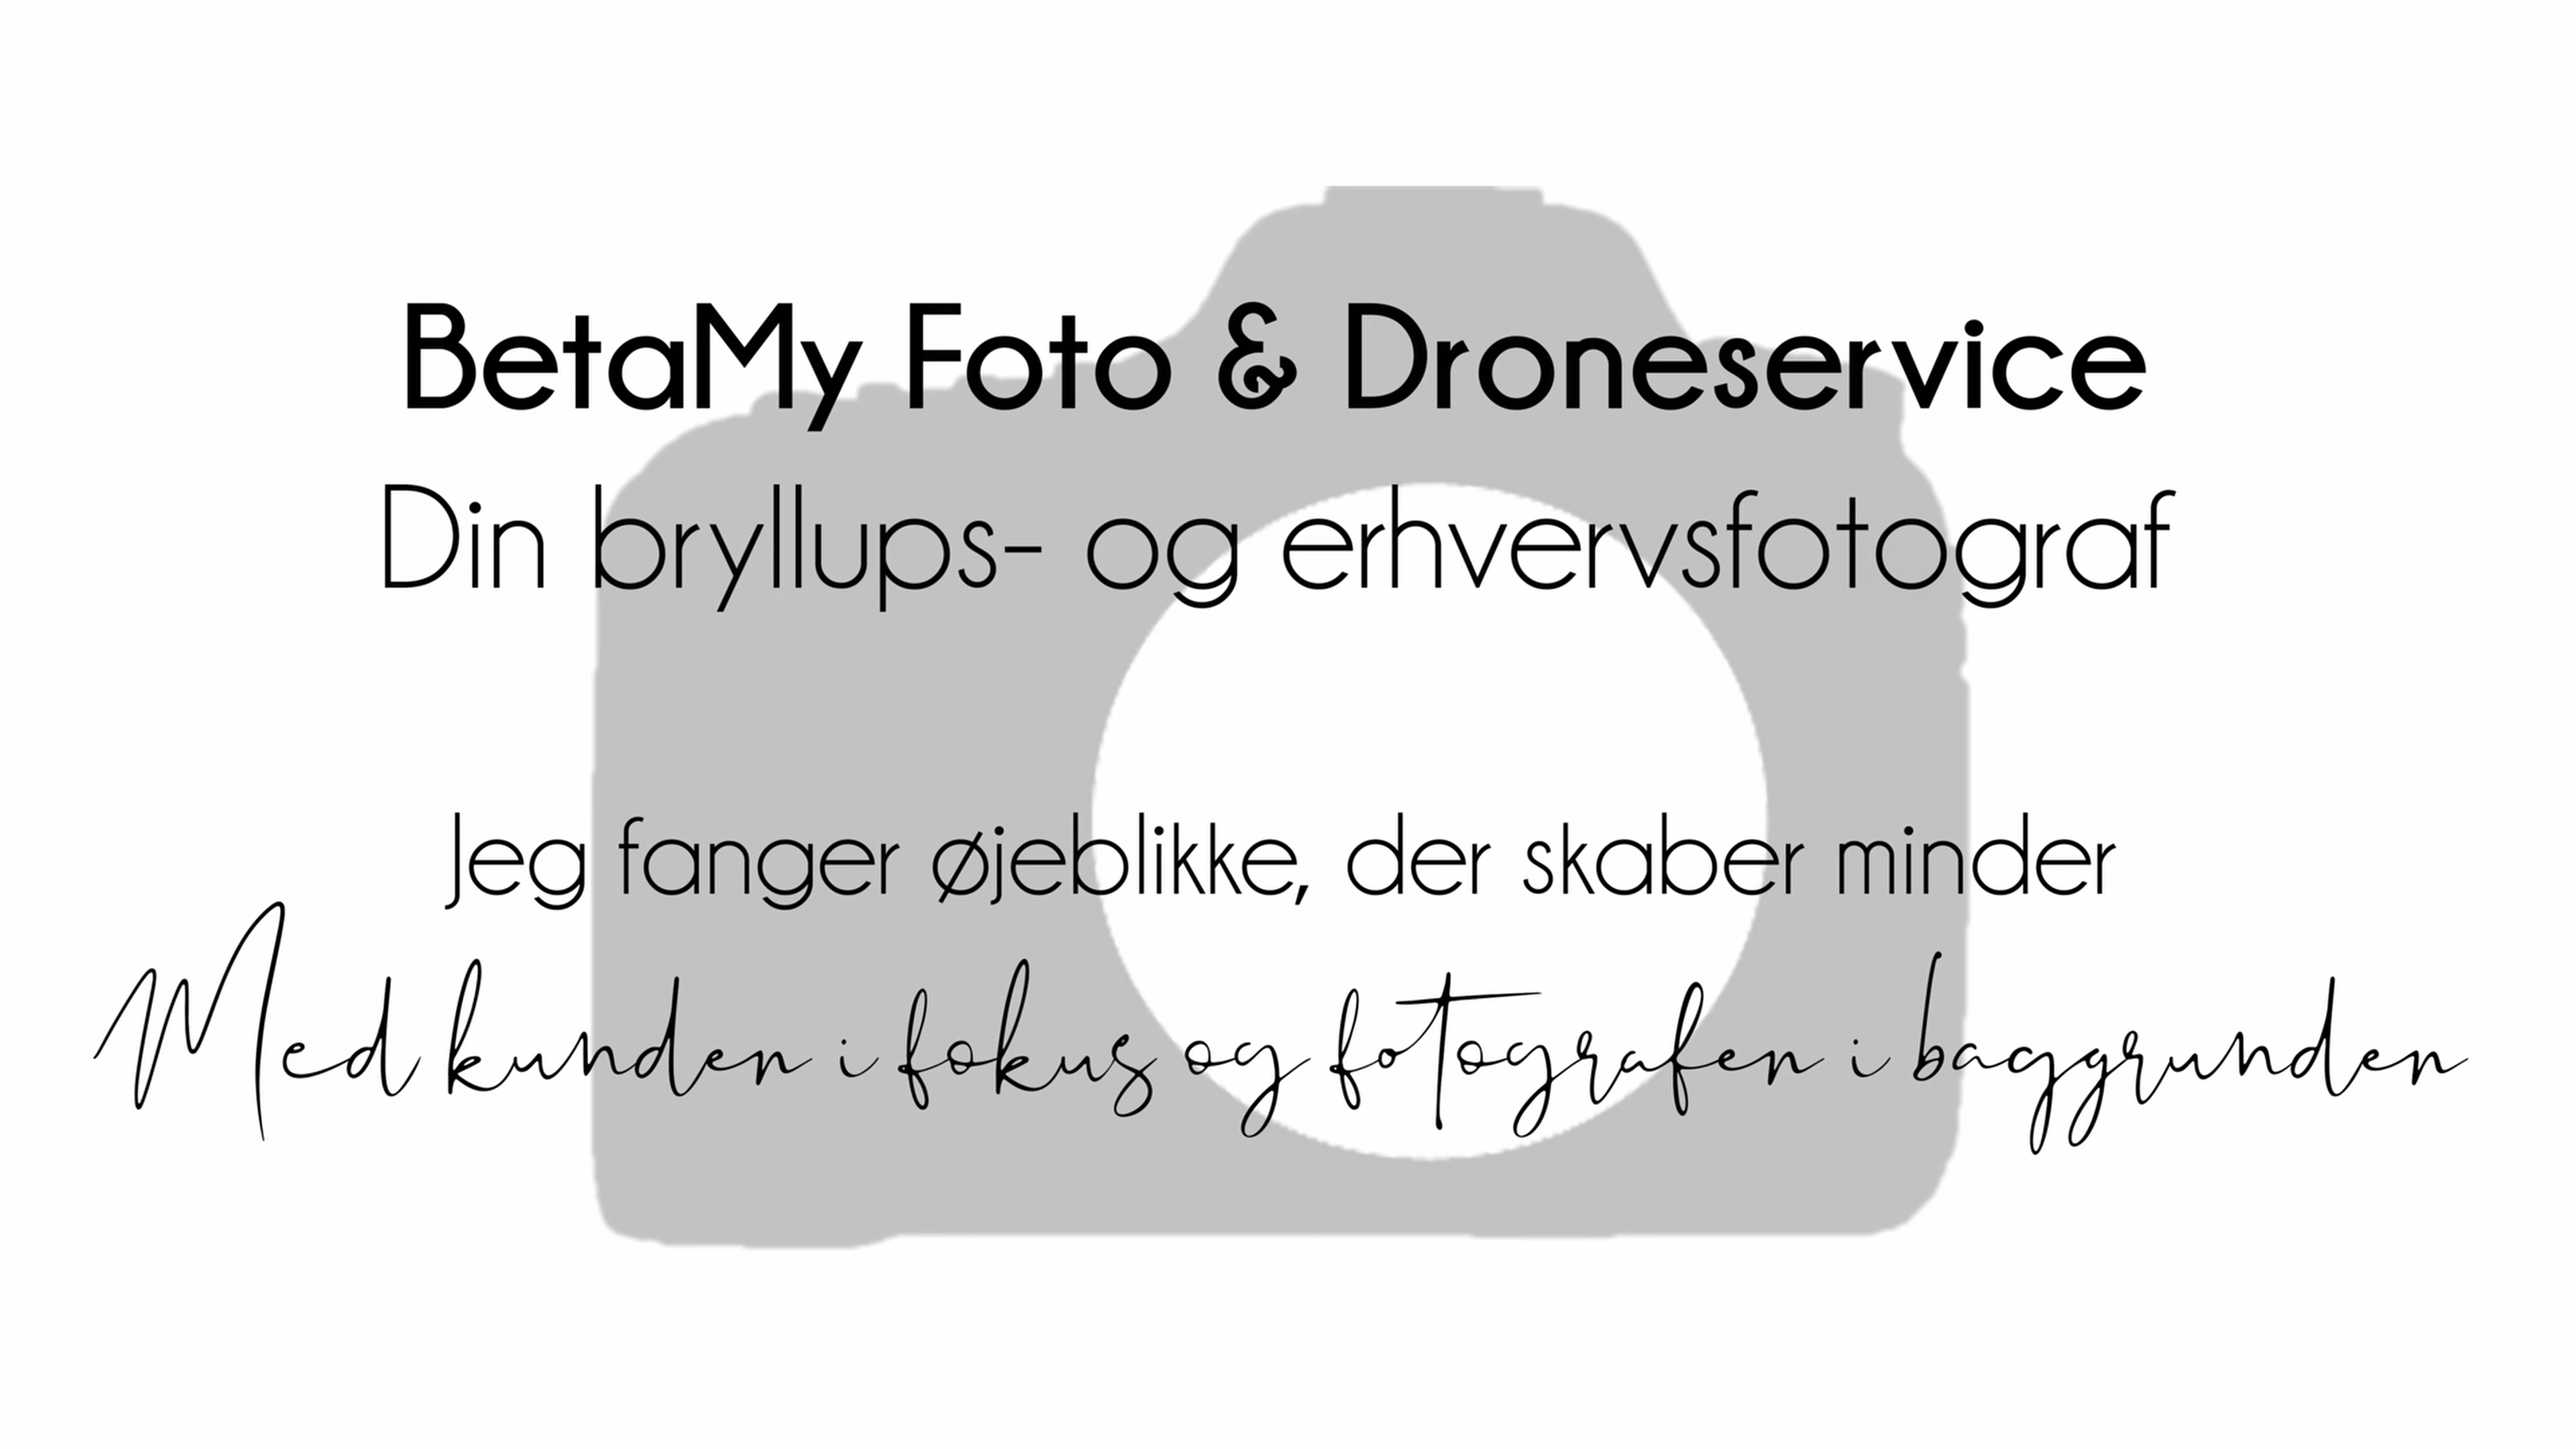 BetaMy Foto & Droneservice
Din bryllups- og erhvervsfotograf
Jeg fanger øjeblikke, der skaber minder
Med kunden i fokus og fotografen i baggrunden